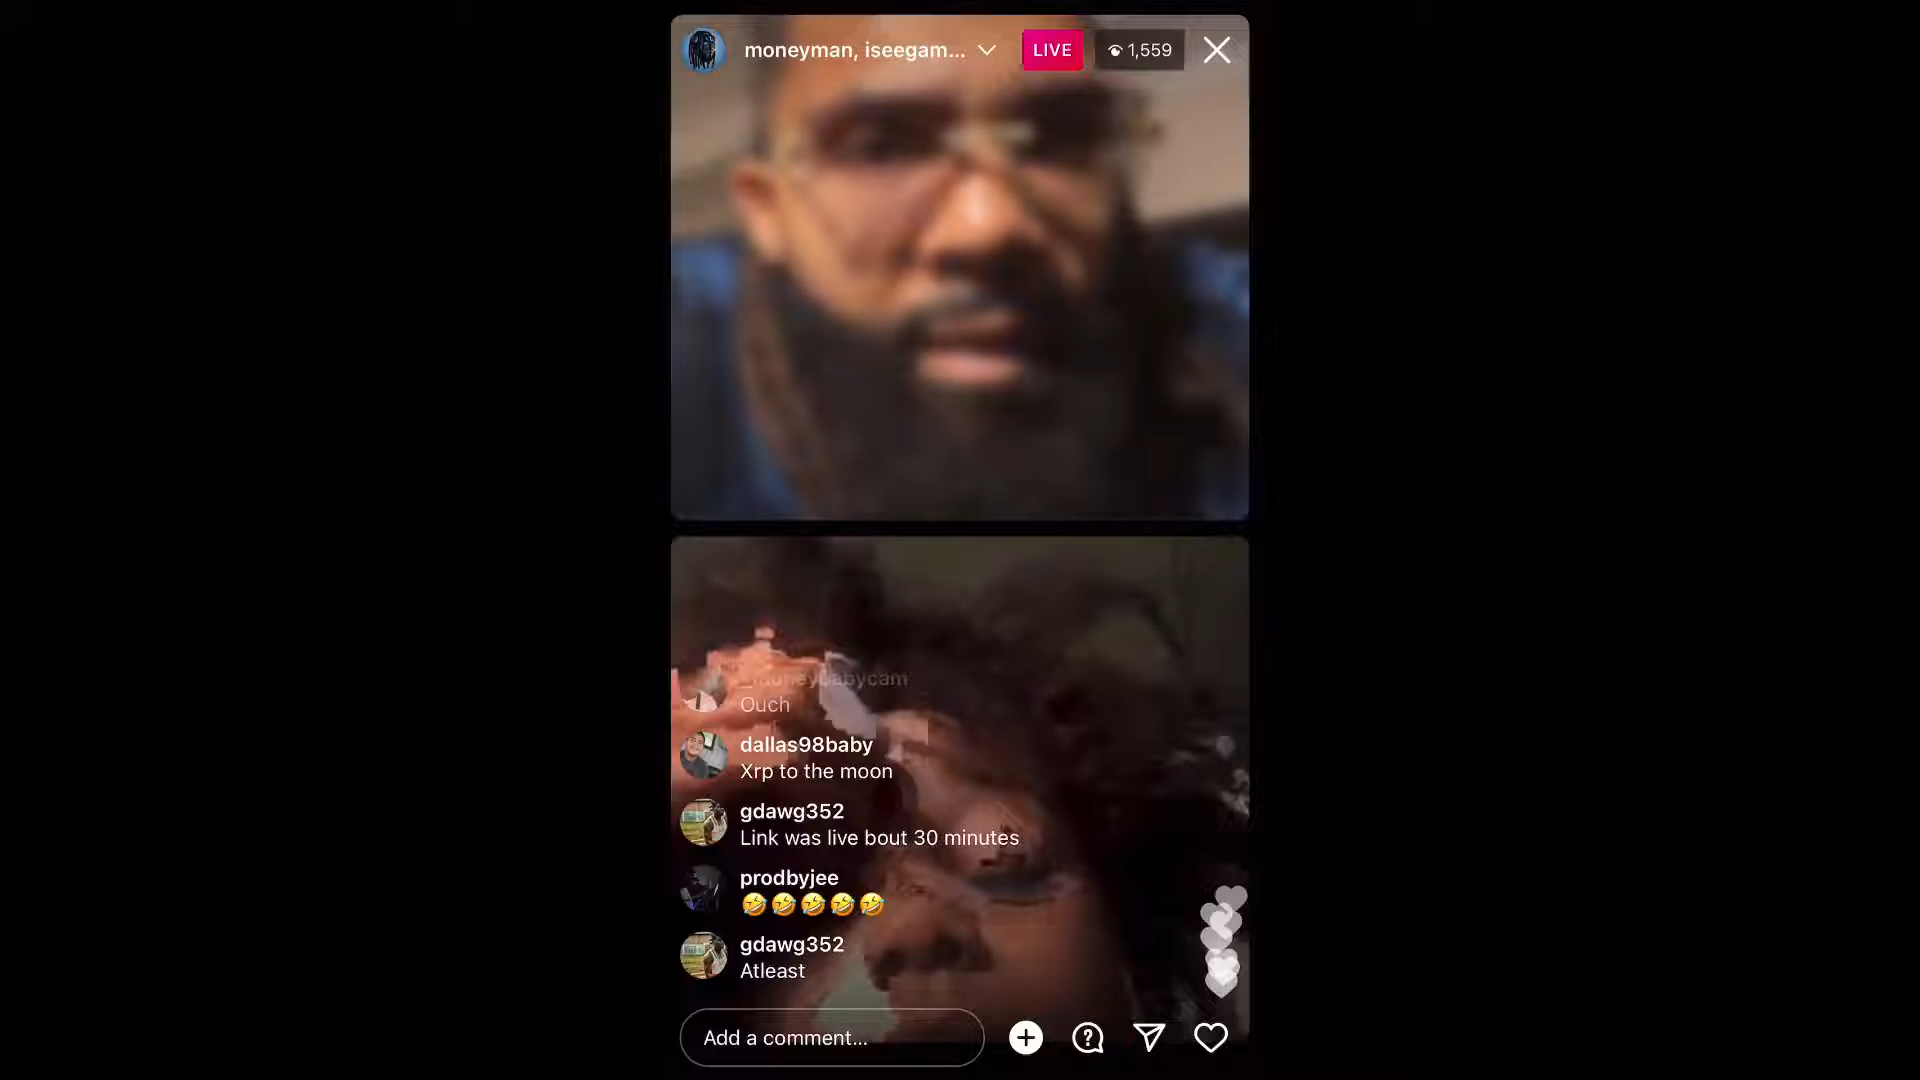 moneyman, iseegam...
LIVE
1,559
_moneybabycam
Ouch
dallas98baby
Xrp to the moon
gdawg352
Link was live bout 30 minutes
prodbyjee
🤣🤣🤣🤣🤣
gdawg352
Atleast
Add a comment...